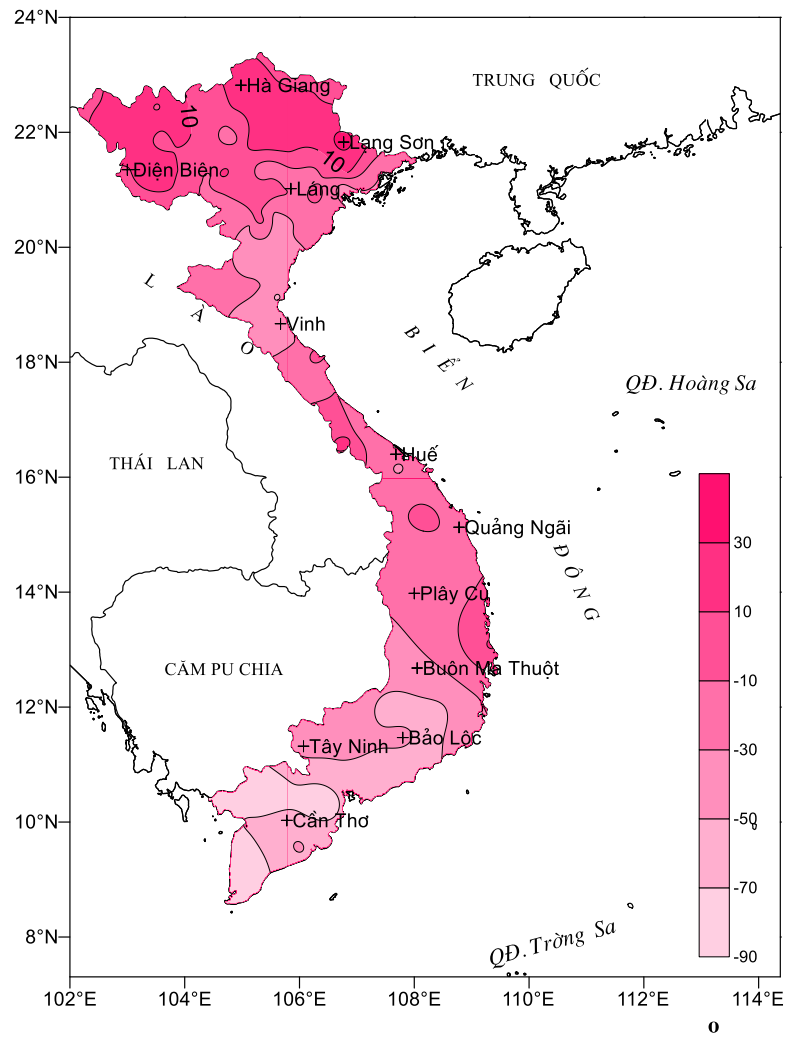 24°N
TRUNG QUỐC
Hà Giang
10
22°N
Lạng Sơn
10
Điện Biên
Láng
20°N
L À O
Vinh
BIỂN
18°N
QĐ. Hoàng Sa
THÁI LAN
Huế
16°N
Quảng Ngãi
ĐÔNG
30
14°N
Plây Cu
10
CĂM PU CHIA
Buôn Ma Thuột
-10
12°N
Bảo Lộc
Tây Ninh
-30
10°N
Cần Thơ
-50
-70
8°N
QĐ. Trờng Sa
-90
102°E 104°E 106°E 108°E 110°E 112°E 114°E
o